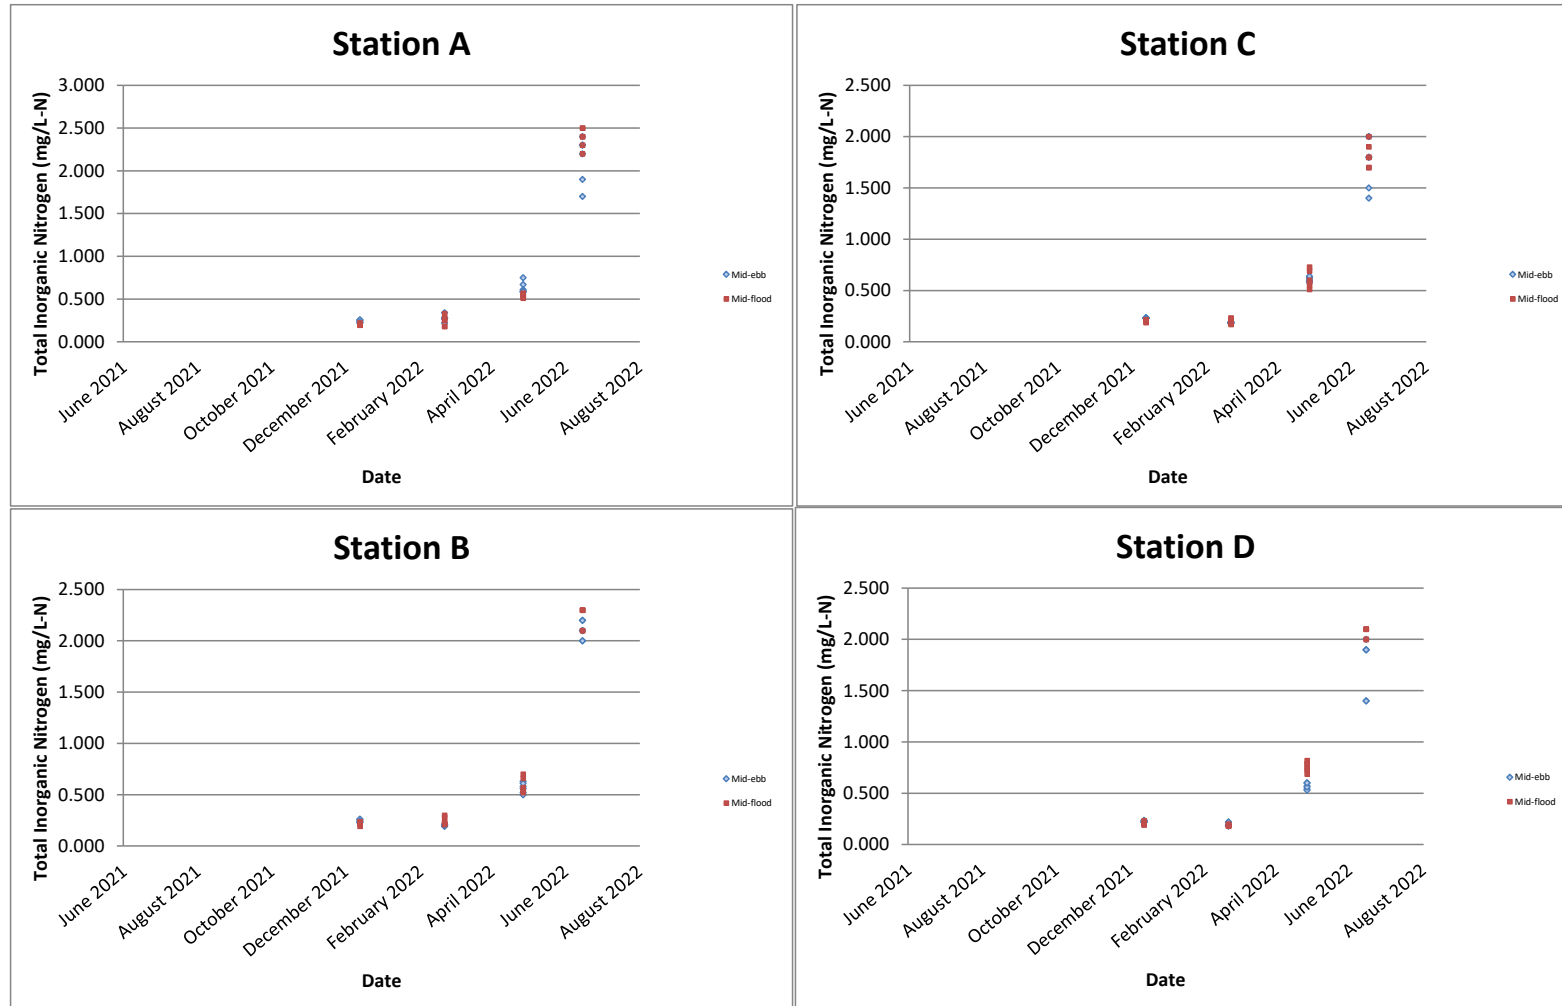 Station A
Total Inorganic Nitrogen (mg/L-N)
3.000
2.500
2.000
1.500
1.000
0.500
0.000
June 2021
August 2021
October 2021
December 2021
February 2022
April 2022
June 2022
August 2022
Date
Mid-ebb
Mid-flood
Station C
Total Inorganic Nitrogen (mg/L-N)
2.500
2.000
1.500
1.000
0.500
0.000
June 2021
August 2021
October 2021
December 2021
February 2022
April 2022
June 2022
August 2022
Date
Mid-ebb
Mid-flood
Station B
Total Inorganic Nitrogen (mg/L-N)
2.500
2.000
1.500
1.000
0.500
0.000
June 2021
August 2021
October 2021
December 2021
February 2022
April 2022
June 2022
August 2022
Date
Mid-ebb
Mid-flood
Station D
Total Inorganic Nitrogen (mg/L-N)
2.500
2.000
1.500
1.000
0.500
0.000
June 2021
August 2021
October 2021
December 2021
February 2022
April 2022
June 2022
August 2022
Date
Mid-ebb
Mid-flood